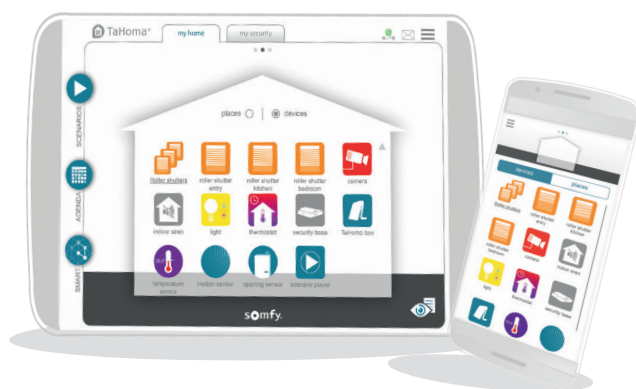 TaHoma®
my home
my security
places
devices
SCENARIOS
Roller shutters
roller shutter
entry
roller shutter
kitchen
roller shutter
bedroom
camera
indoor siren
light
thermostat
security base
TaHoma box
AGENDA
temperature
sensor
motion sensor
opening sensor
scenario player
SMART
somfy.
devices
places
Roller shutters
roller shutter
entry
roller shutter
kitchen
roller shutter
bedroom
camera
indoor siren
light
thermostat
security base